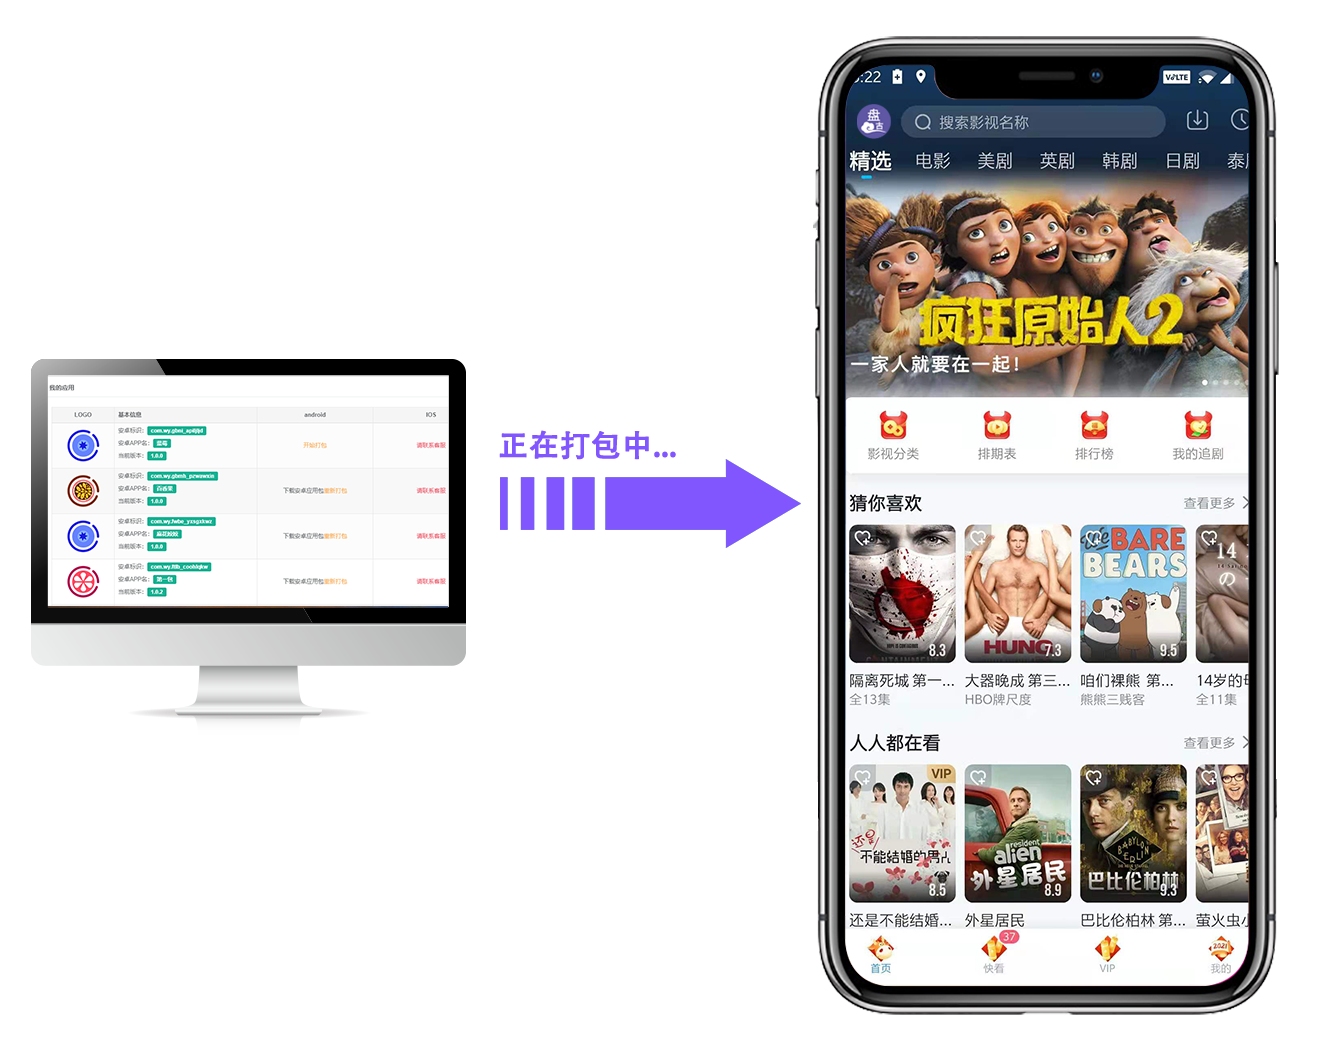 我的应用
LOGO 基本信息 android IOS
安卓标识：
安卓APP名： 蓝莓
当前版本： 1.0.0
开始打包 请联系客服
安卓标识：
安卓APP名： 百香果
当前版本： 1.0.0
下载安卓应用包重新打包 请联系客服
安卓标识：
安卓APP名：
当前版本： 1.0.0
下载安卓应用包重新打包 请联系客服
安卓标识：
安卓APP名： 第一包
当前版本： 1.0.2
下载安卓应用包重新打包 请联系客服
正在打包中...
:22 VoLTE
盘古
搜索影视名称
精选 电影 美剧 英剧 韩剧 日剧 泰
疯狂原始人2
一家人就要在一起！
影视分类 排期表 排行榜 我的追剧
猜你喜欢 查看更多
8.3
HUNG 7.3
BARE BEARS 9.5
14 の
隔离死城 第一... 大器晚成 第三... 咱们裸熊 第... 14岁的
全13集 HBO牌尺度 熊熊三贱客 全11集
人人都在看 查看更多
VIP
还是不能结婚的男人 8.5
resident alien
外星居民 8.9
BABYLON BERLIN
巴比伦柏林 9.3
还是不能结婚... 外星居民 巴比伦柏林 第... 萤火虫小
37
2021
首页 快看 VIP 我的